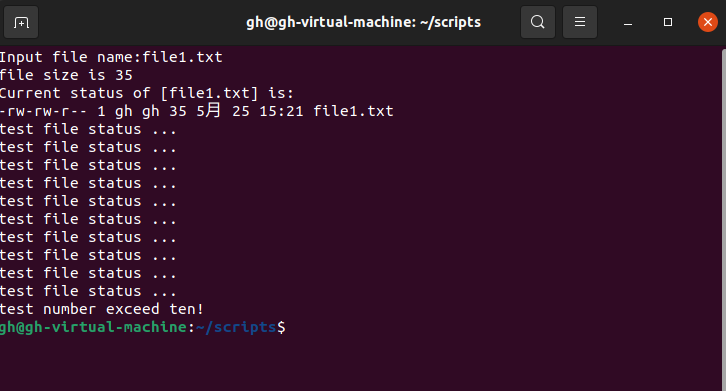 gh@gh-virtual-machine: ~/scripts
Input file name:file1.txt
file size is 35
Current status of [file1.txt] is:
-rw-rw-r-- 1 gh gh 35 5月 25 15:21 file1.txt
test file status ...
test file status ...
test file status ...
test file status ...
test file status ...
test file status ...
test file status ...
test file status ...
test file status ...
test file status ...
test number exceed ten!
gh@gh-virtual-machine:~/scripts$